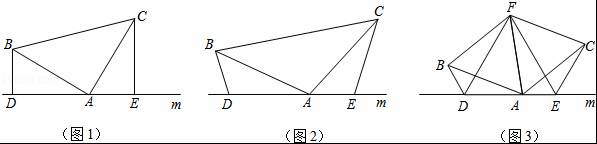 B C D A E m
B C D A E m
F B C D A E m
(图1) (图2) (图3)